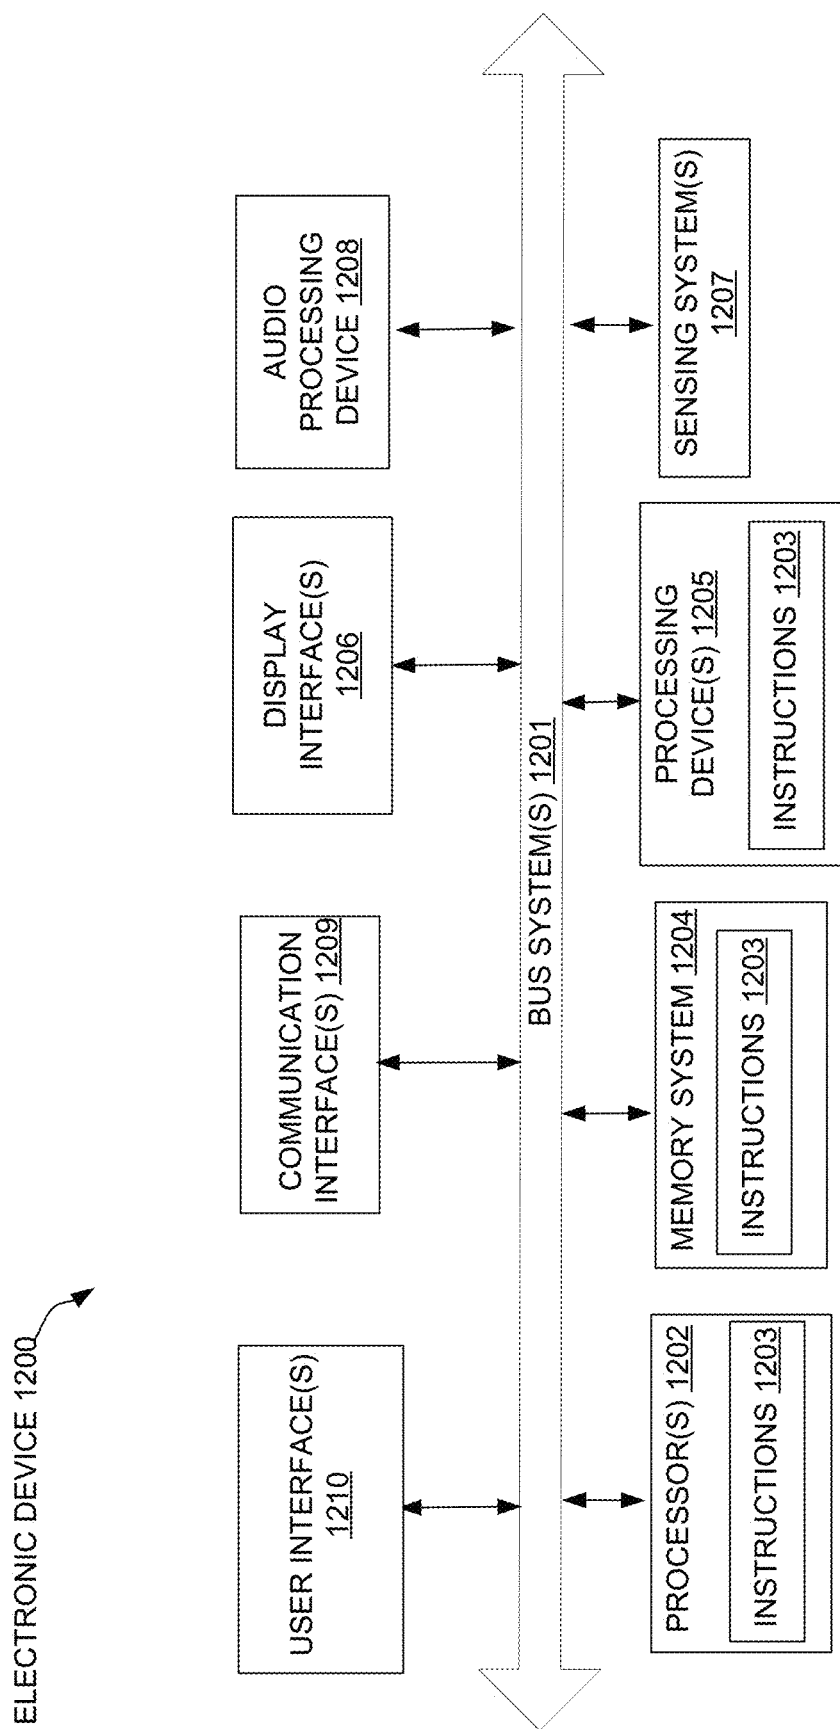 ELECTRONIC DEVICE 1200
USER INTERFACE(S)
1210
COMMUNICATION
INTERFACE(S) 1209
DISPLAY
INTERFACE(S)
1206
AUDIO
PROCESSING
DEVICE 1208
BUS SYSTEM(S) 1201
PROCESSOR(S) 1202
INSTRUCTIONS 1203
MEMORY SYSTEM 1204
INSTRUCTIONS 1203
PROCESSING
DEVICE(S) 1205
INSTRUCTIONS 1203
SENSING SYSTEM(S)
1207